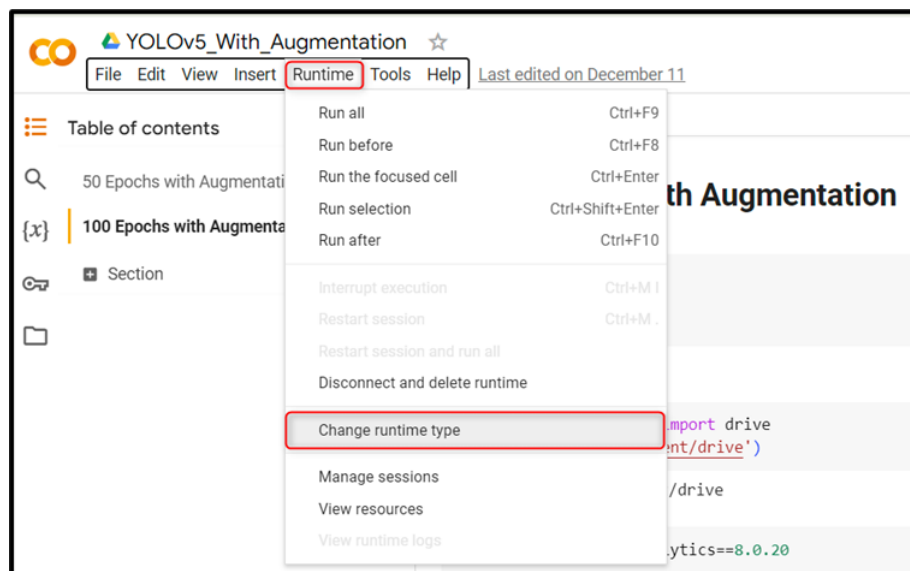 YOLOv5_With_Augmentation
File Edit View Insert Runtime Tools Help Last edited on December 11
Table of contents
50 Epochs with Augmentati
100 Epochs with Augmenta
Section
{x}
Run all Ctrl+F9
Run before Ctrl+F8
Run the focused cell Ctrl+Enter
Run selection Ctrl+Shift+Enter
Run after Ctrl+F10
Interrupt execution Ctrl+M I
Restart session Ctrl+M .
Restart session and run all
Disconnect and delete runtime
Change runtime type
Manage sessions
View resources
View runtime logs
th Augmentation
import drive
ent/drive')
/drive
ytics==8.0.20